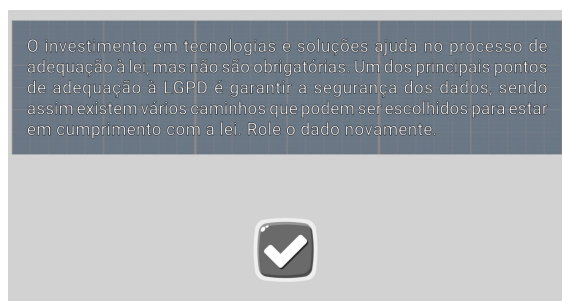 O investimento em tecnologias e soluções ajuda no processo de
adequação à lei, mas não são obrigatórias. Um dos principais pontos
de adequação à LGPD é garantir a segurança dos dados, sendo
assim existem vários caminhos que podem ser escolhidos para estar
em cumprimento com a lei. Role o dado novamente.